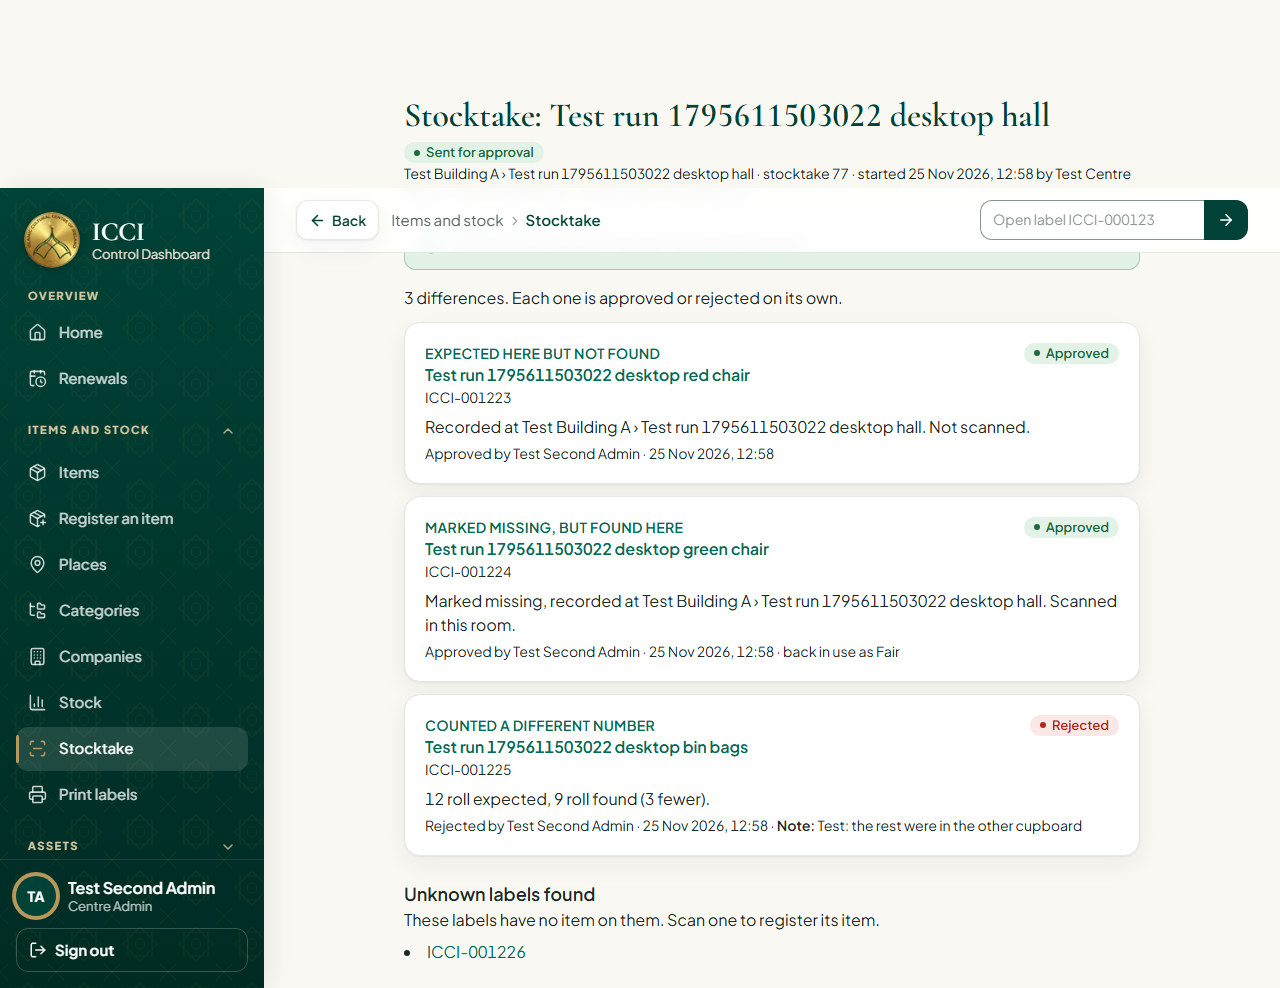 Stocktake: Test run 1795611503022 desktop hall
Sent for approval
Test Building A › Test run 1795611503022 desktop hall · stocktake 77 · started 25 Nov 2026, 12:58 by Test Centre
ICCI
Control Dashboard
Back
Items and stock › Stocktake
Open label ICCI-000123
OVERVIEW
Home
Renewals
ITEMS AND STOCK
Items
Register an item
Places
Categories
Companies
Stock
Stocktake
Print labels
ASSETS
TA
Test Second Admin
Centre Admin
Sign out
3 differences. Each one is approved or rejected on its own.
EXPECTED HERE BUT NOT FOUND
Approved
Test run 1795611503022 desktop red chair
ICCI-001223
Recorded at Test Building A › Test run 1795611503022 desktop hall. Not scanned.
Approved by Test Second Admin · 25 Nov 2026, 12:58
MARKED MISSING, BUT FOUND HERE
Approved
Test run 1795611503022 desktop green chair
ICCI-001224
Marked missing, recorded at Test Building A › Test run 1795611503022 desktop hall. Scanned
in this room.
Approved by Test Second Admin · 25 Nov 2026, 12:58 · back in use as Fair
COUNTED A DIFFERENT NUMBER
Rejected
Test run 1795611503022 desktop bin bags
ICCI-001225
12 roll expected, 9 roll found (3 fewer).
Rejected by Test Second Admin · 25 Nov 2026, 12:58 · Note: Test: the rest were in the other cupboard
Unknown labels found
These labels have no item on them. Scan one to register its item.
• ICCI-001226